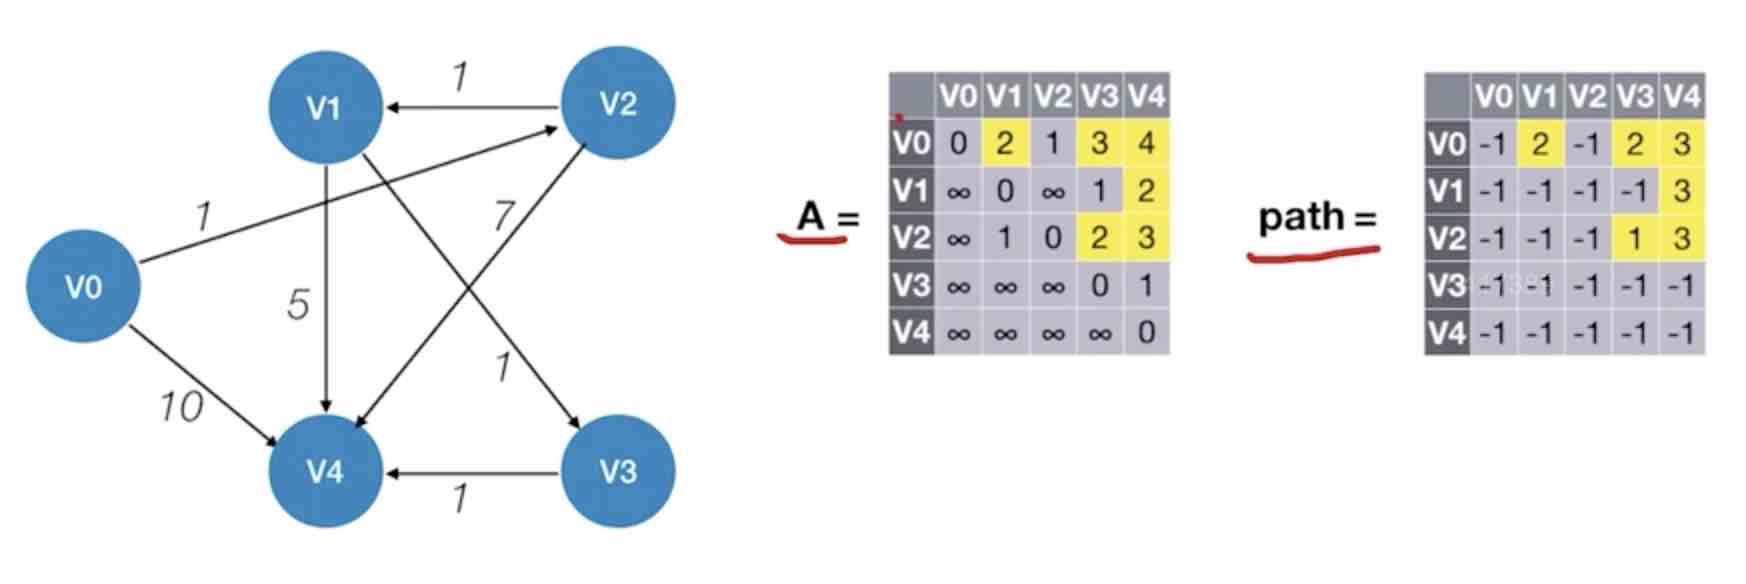 V1
1
V2
1
7
V0
5
1
10
V4
1
V3
A =
V0 V1 V2 V3 V4
V0 0 2 1 3 4
V1 ∞ 0 ∞ 1 2
V2 ∞ 1 0 2 3
V3 ∞ ∞ ∞ 0 1
V4 ∞ ∞ ∞ ∞ 0
path =
V0 V1 V2 V3 V4
V0 -1 2 -1 2 3
V1 -1 -1 -1 -1 3
V2 -1 -1 -1 1 3
V3 -1 -1 -1 -1 -1
V4 -1 -1 -1 -1 -1